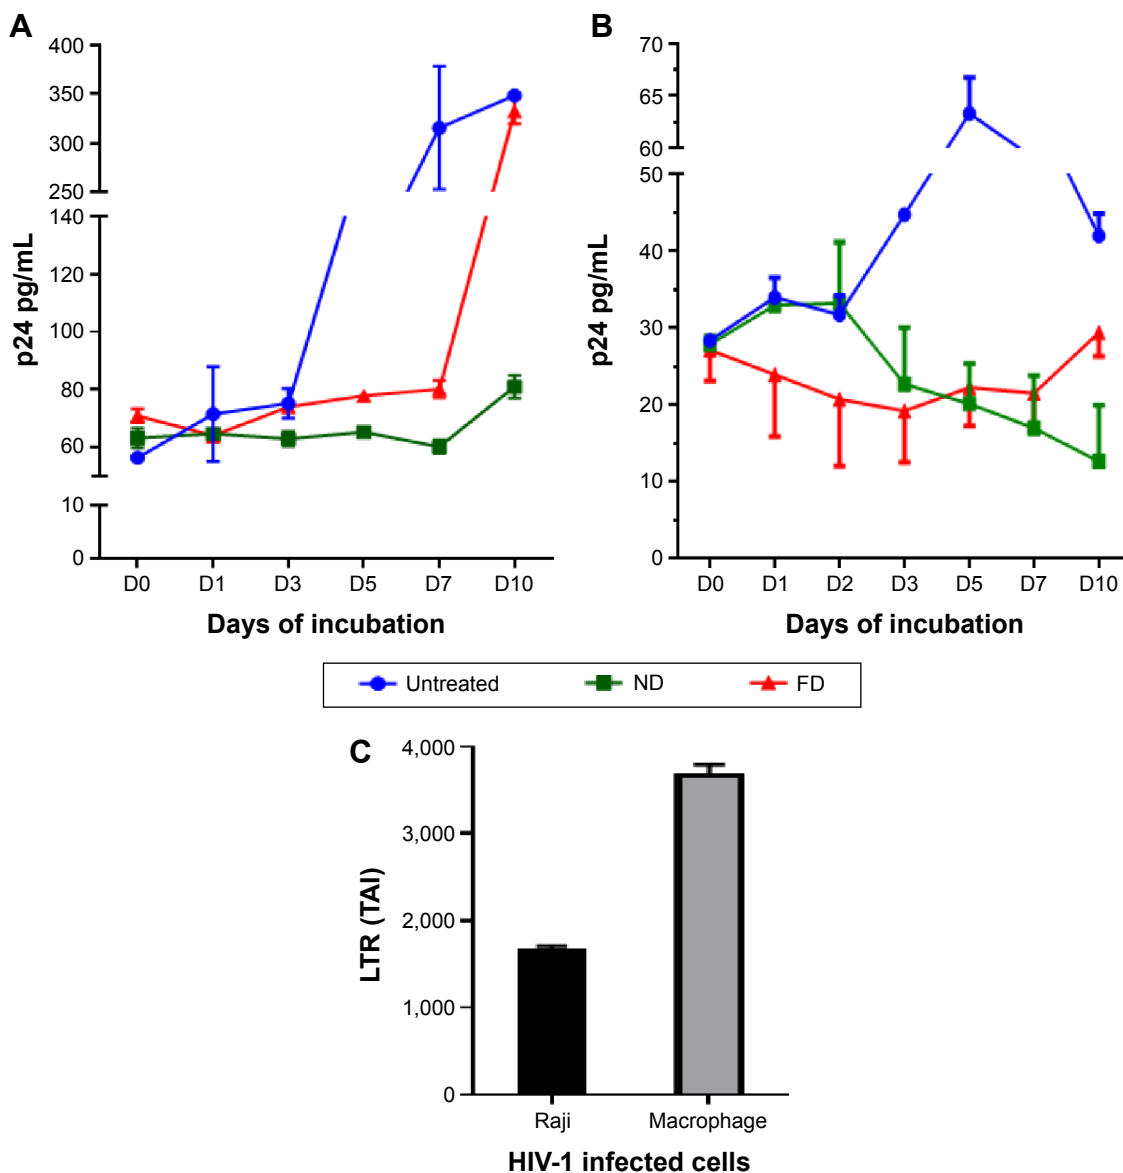 A
400
350
300
250
140
120
100
80
60
10
0
p24 pg/mL
D0 D1 D3 D5 D7 D10
Days of incubation
B
70
65
60
50
40
30
20
10
0
p24 pg/mL
D0 D1 D2 D3 D5 D7 D10
Days of incubation
Untreated ND FD
C
4,000
3,000
2,000
1,000
0
LTR (TAI)
Raji Macrophage
HIV-1 infected cells